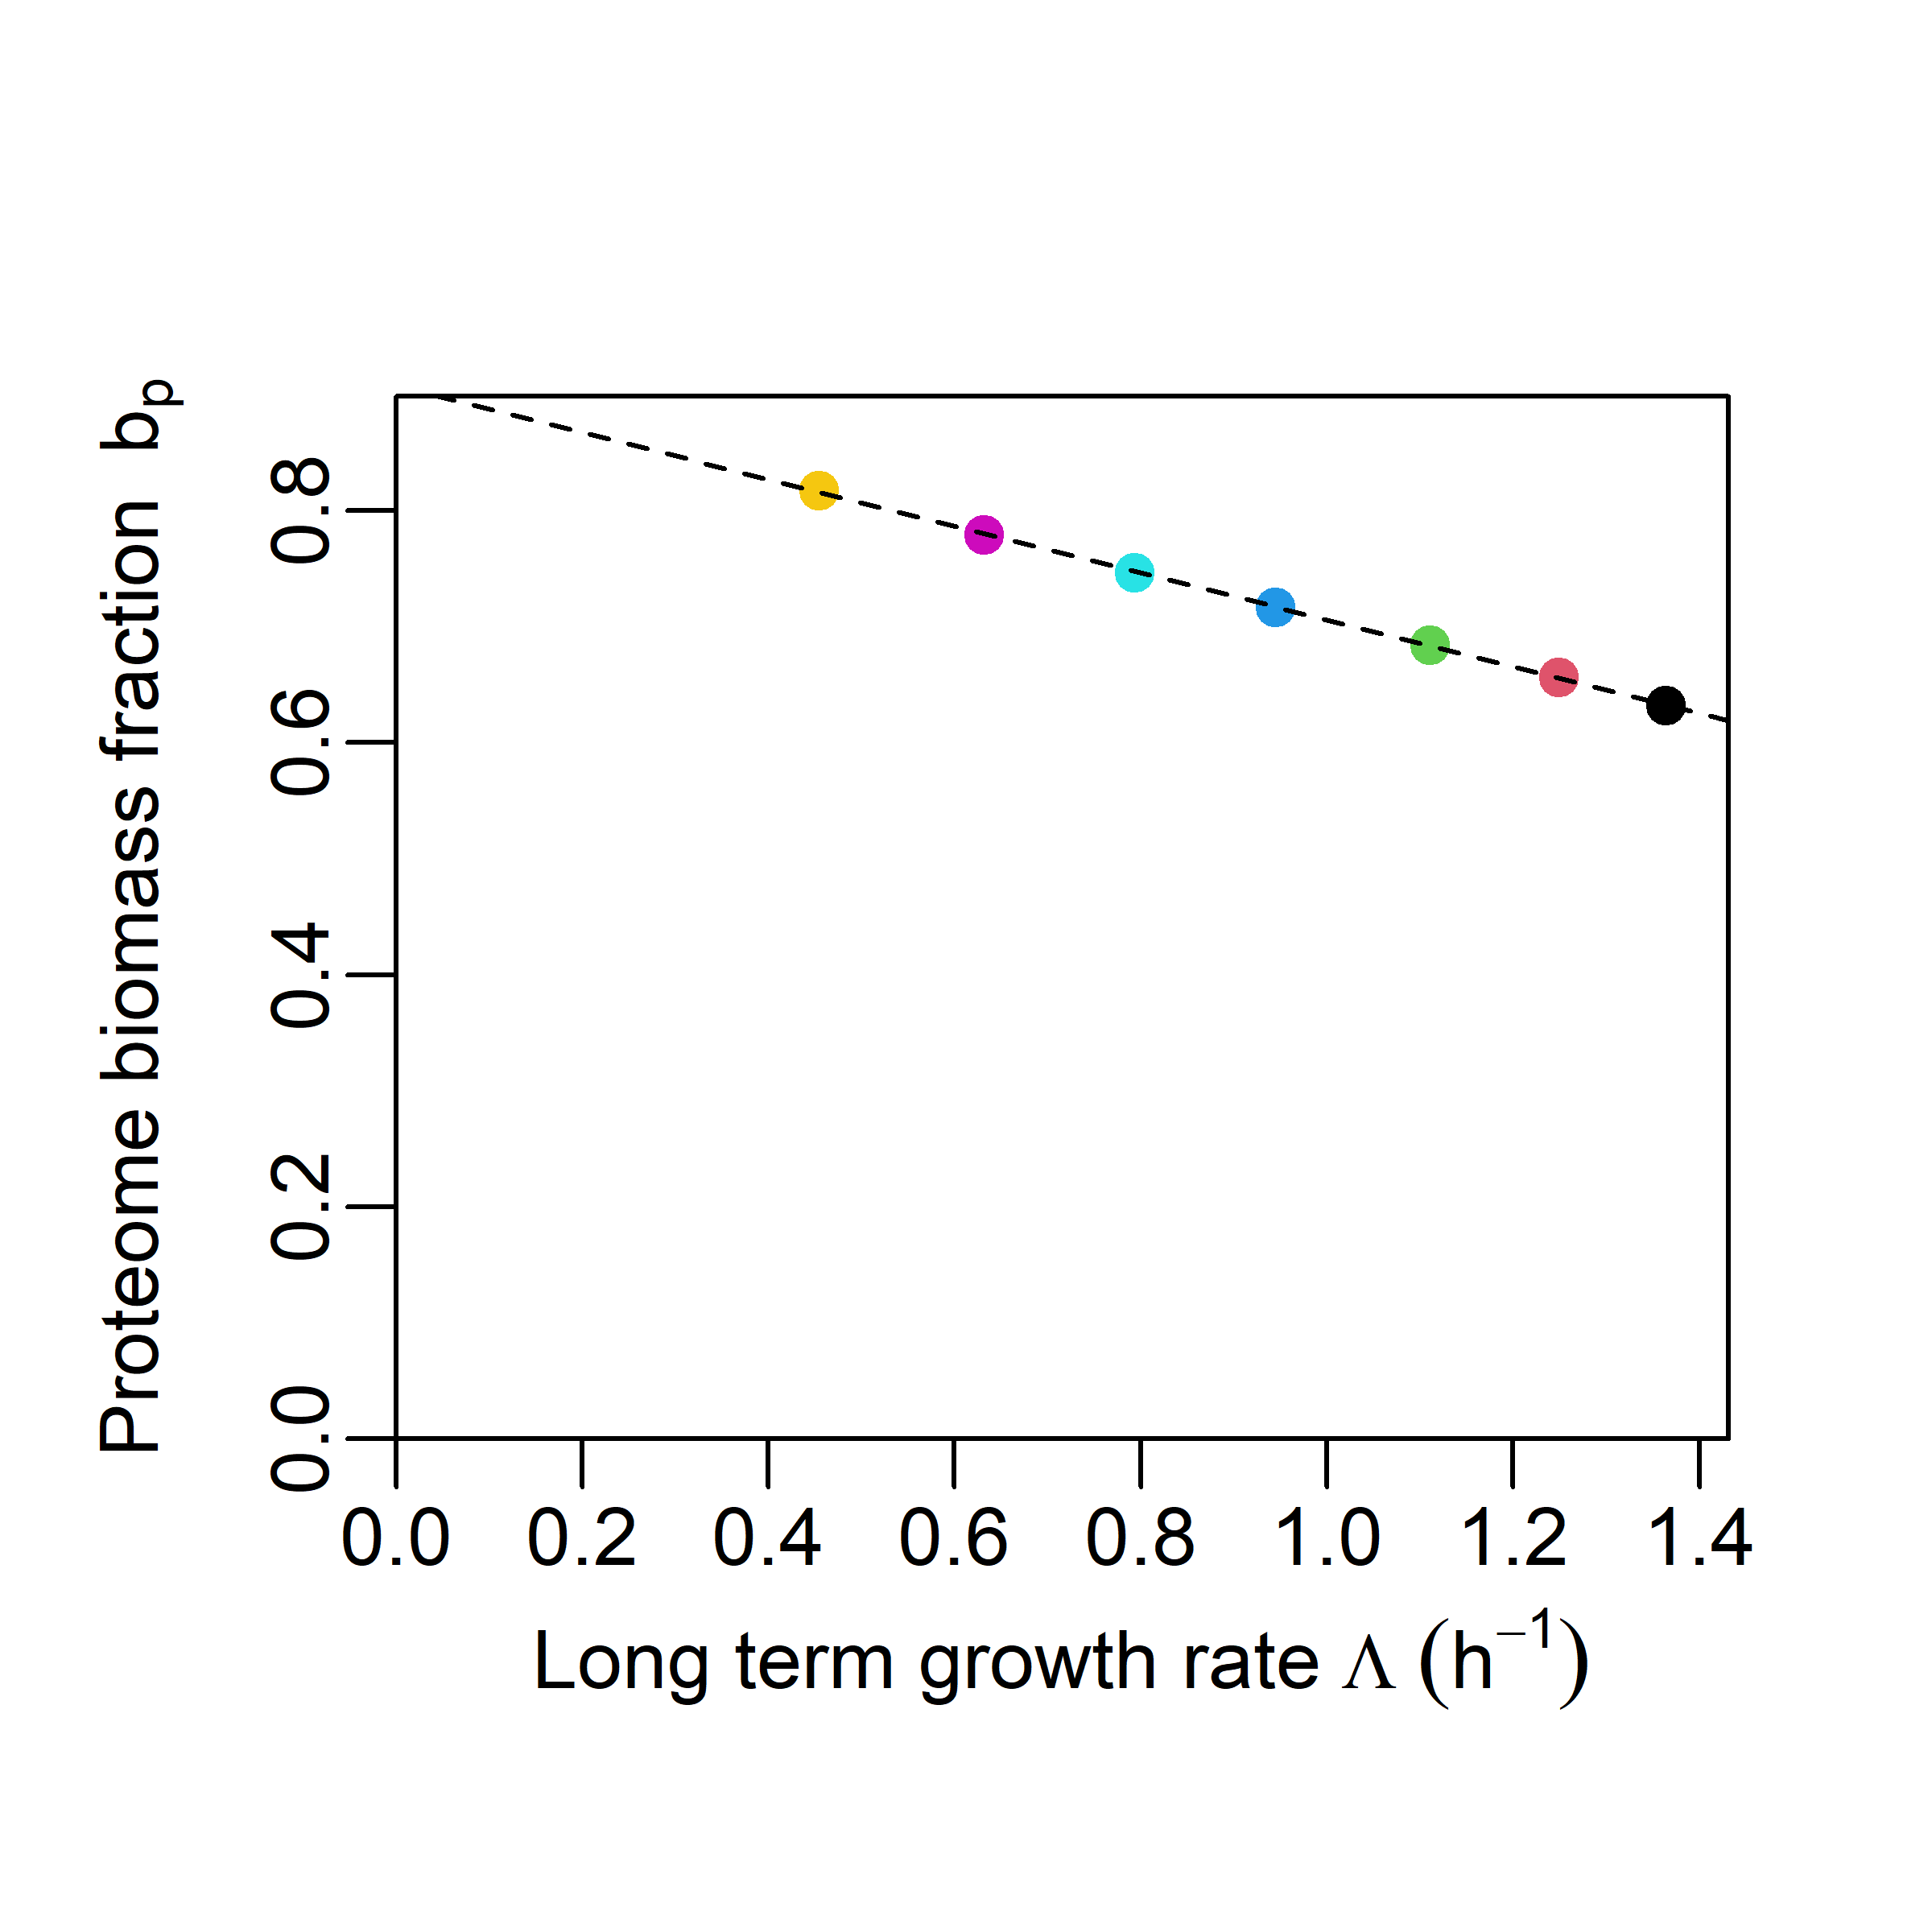 Proteome biomass fraction bₚ
0.8
0.6
0.4
0.2
0.0
0.0 0.2 0.4 0.6 0.8 1.0 1.2 1.4
Long term growth rate Λ (h⁻¹)